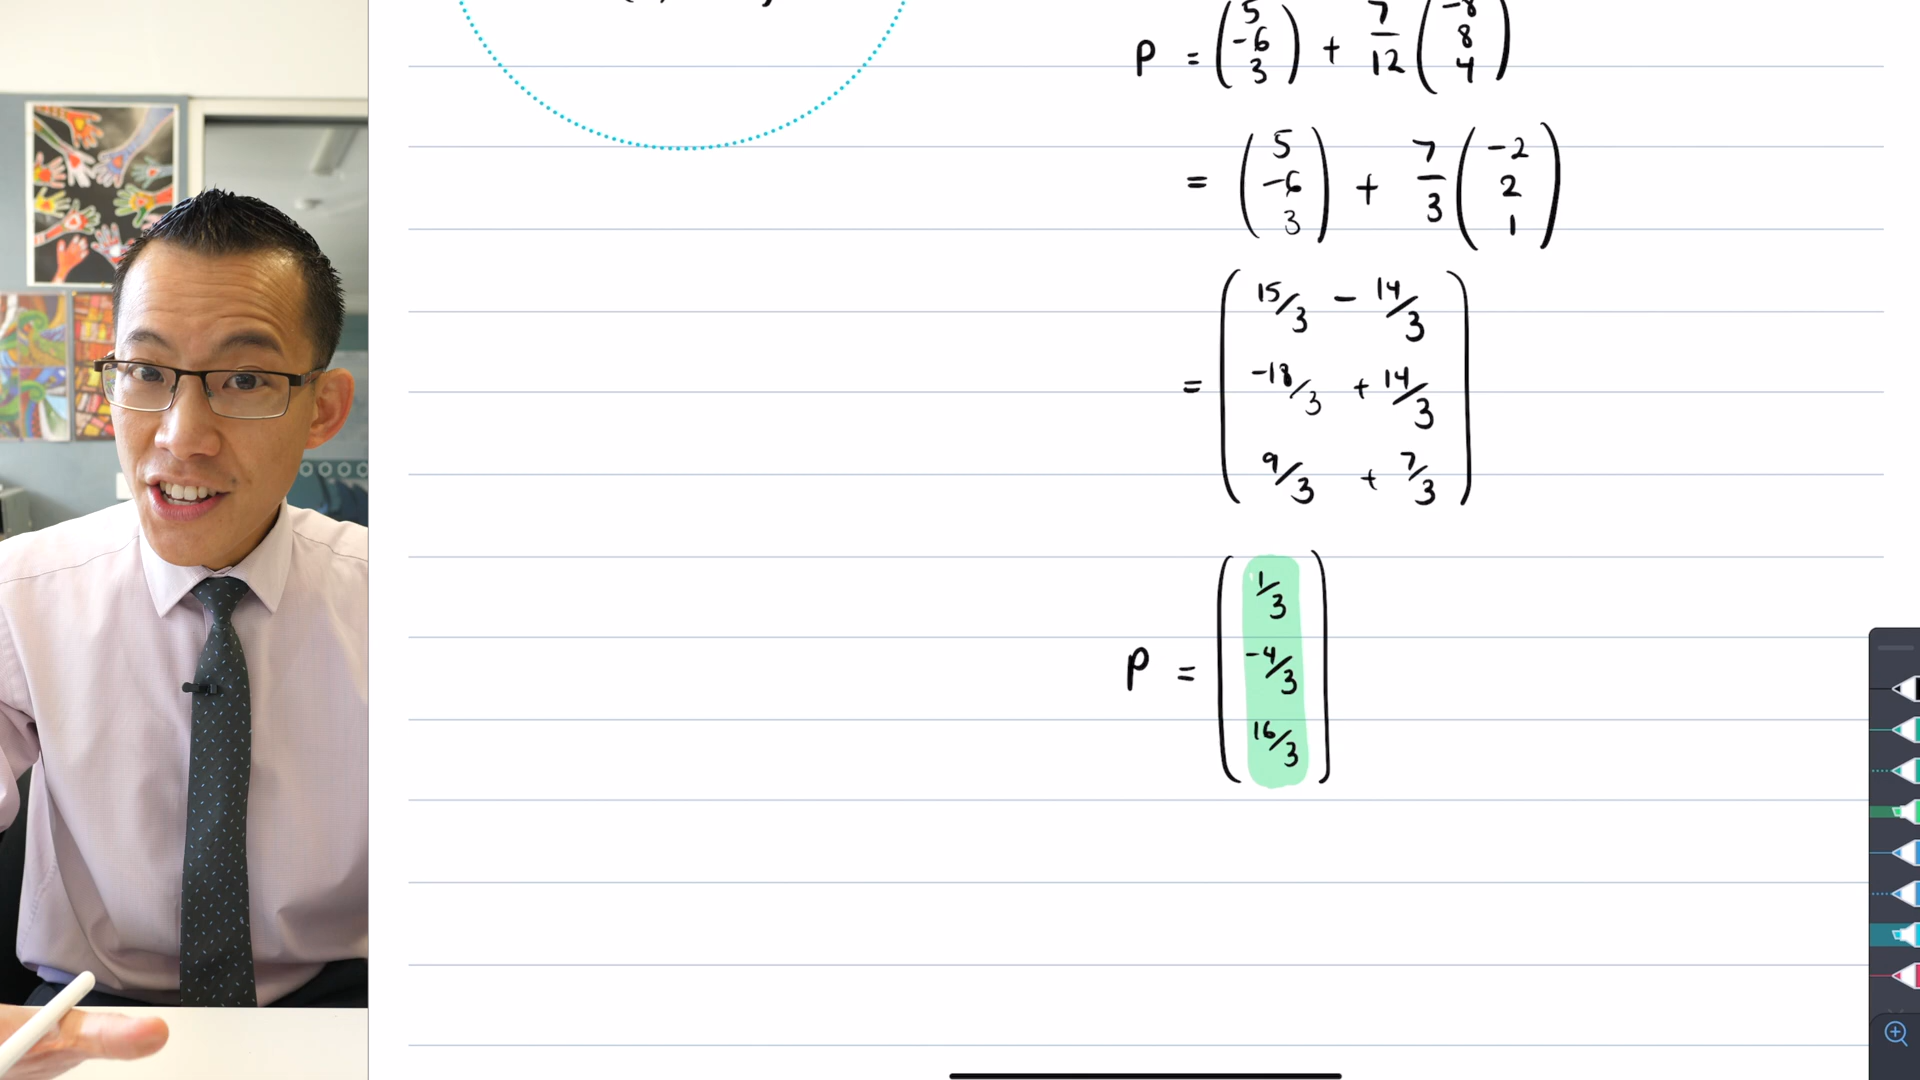 P = (5 -6 3) + 7/12 (-8 8 4)
= (5 -6 3) + 7/3 (-2 2 1)
= (15/3 - 14/3
-18/3 + 14/3
9/3 + 7/3)
P = (1/3
-4/3
16/3)